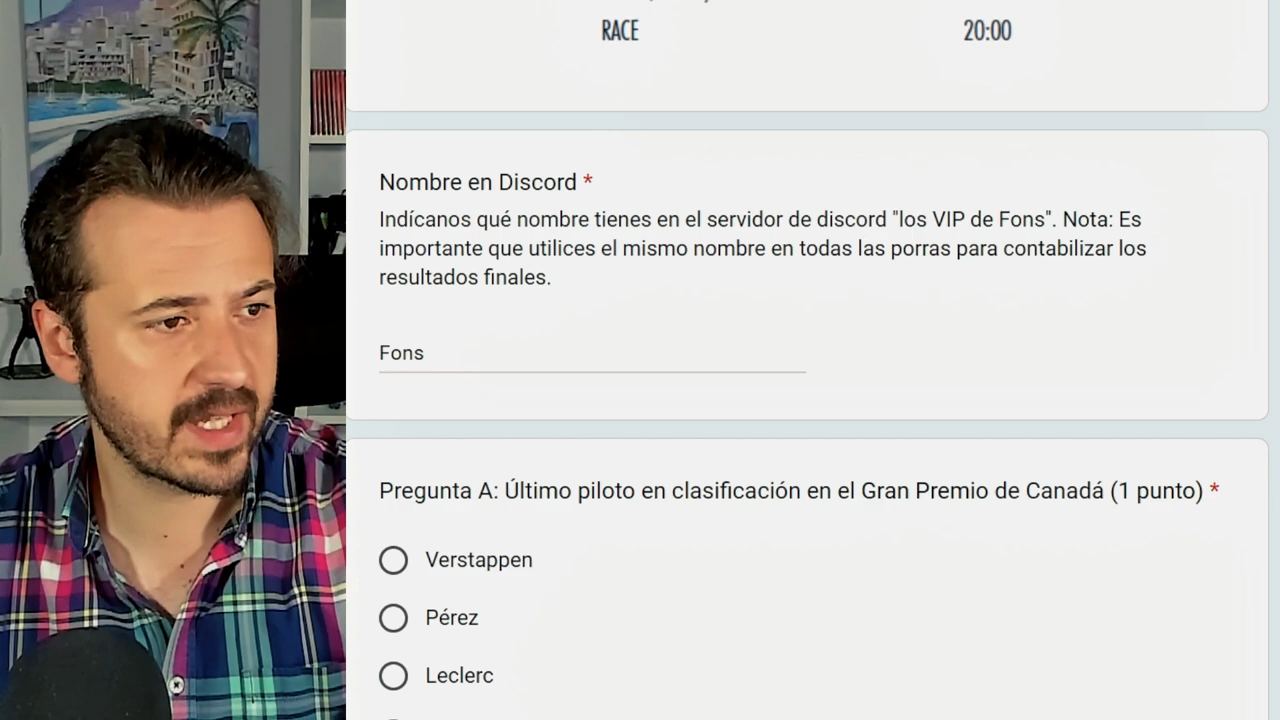 RACE 20:00
Nombre en Discord *
Indícanos qué nombre tienes en el servidor de discord "los VIP de Fons". Nota: Es
importante que utilices el mismo nombre en todas las porras para contabilizar los
resultados finales.
Fons
Pregunta A: Último piloto en clasificación en el Gran Premio de Canadá (1 punto) *
Verstappen
Pérez
Leclerc